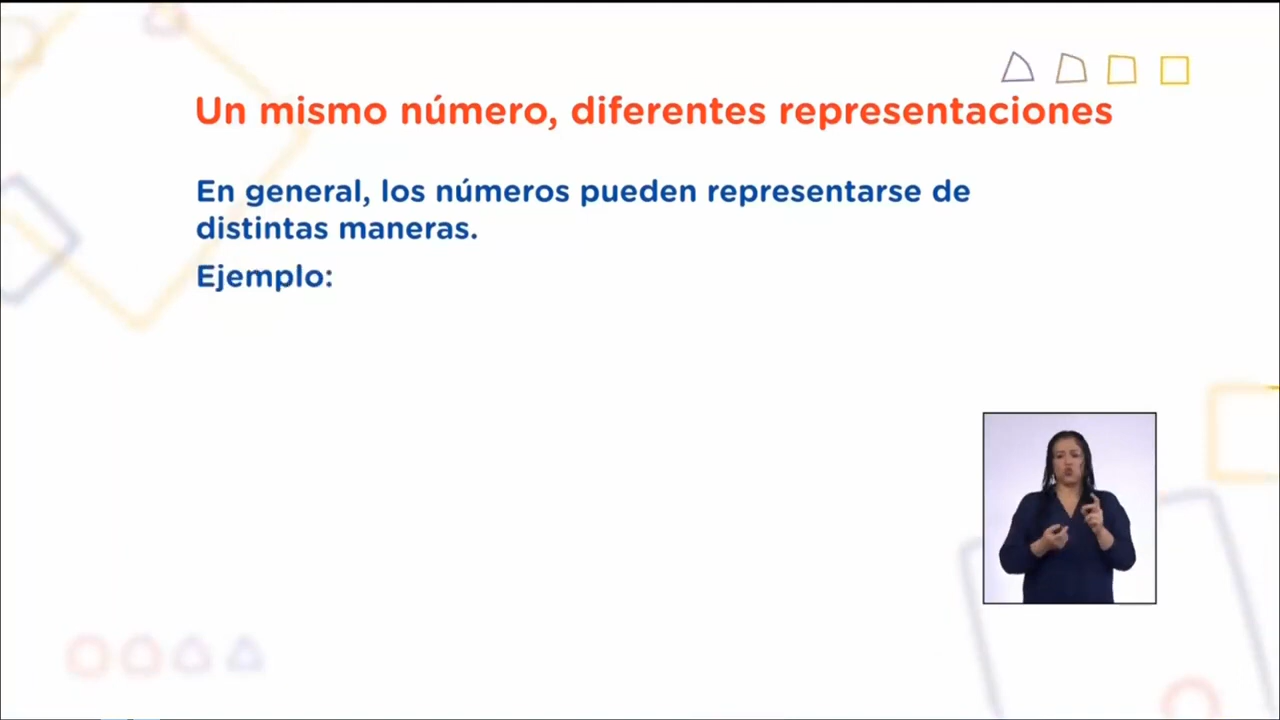 Un mismo número, diferentes representaciones
En general, los números pueden representarse de
distintas maneras.
Ejemplo: